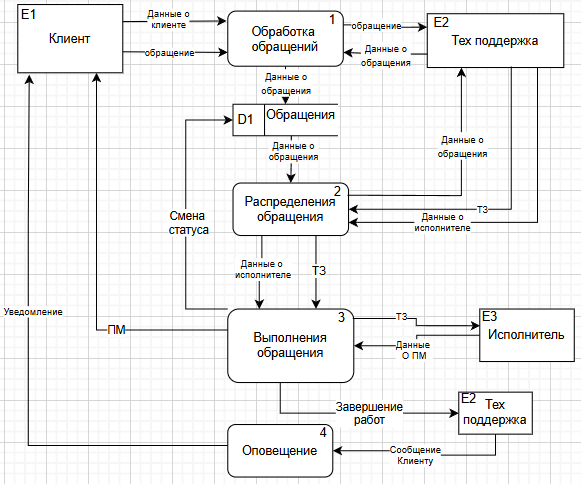 E1
Клиент
Данные о
клиенте
обращение
1
Обработка
обращений
обращение
Данные о
обращения
E2
Тех поддержка
Данные о
обращения
D1
Обращения
Данные о
обращения
Данные о
обращения
2
Распределения
обращения
ТЗ
Данные о
исполнителе
Смена
статуса
Данные о
исполнителе
ТЗ
Уведомление
ПМ
3
Выполнения
обращения
ТЗ
Данные
О ПМ
E3
Исполнитель
Завершение
работ
E2
Тех
поддержка
4
Оповещение
Сообщение
Клиенту